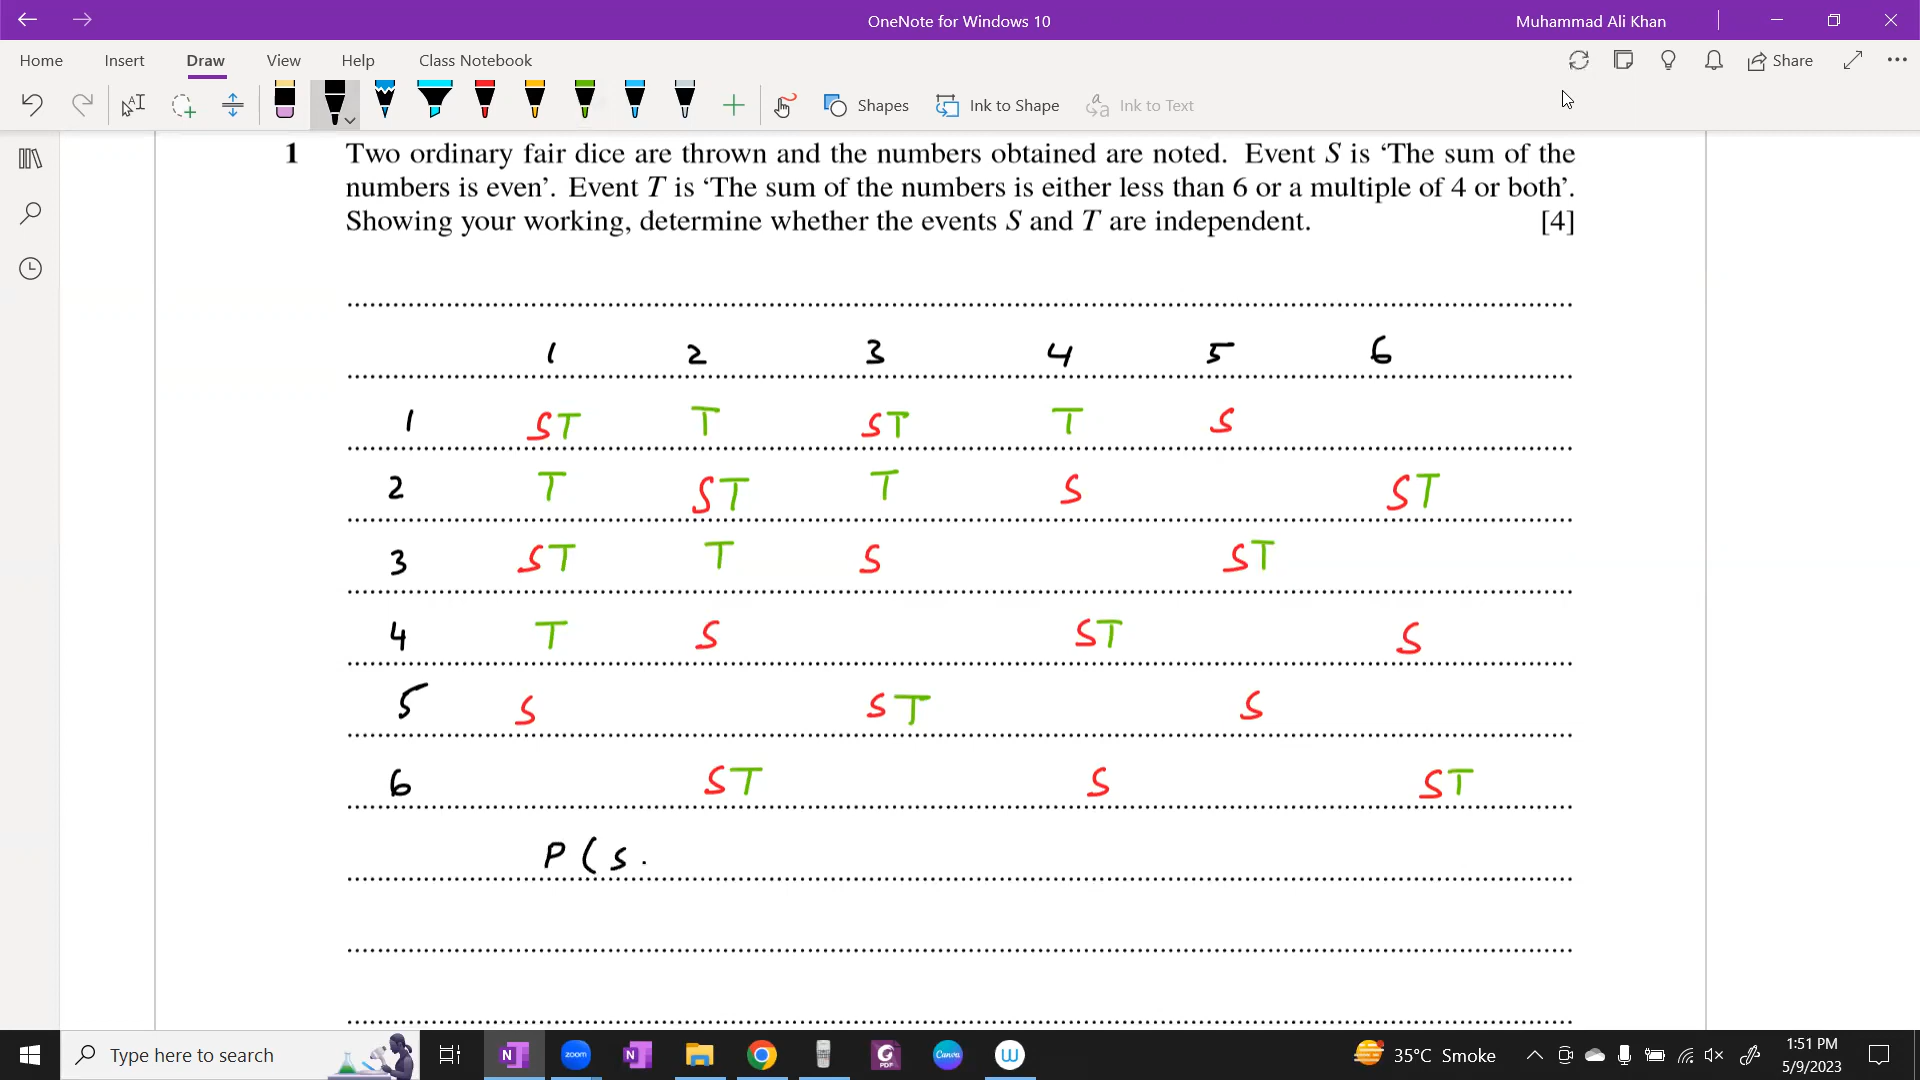 OneNote for Windows 10
Muhammad Ali Khan
Home Insert Draw View Help Class Notebook
Share
Shapes Ink to Shape Ink to Text
1 Two ordinary fair dice are thrown and the numbers obtained are noted. Event S is ‘The sum of the
numbers is even’. Event T is ‘The sum of the numbers is either less than 6 or a multiple of 4 or both’.
Showing your working, determine whether the events S and T are independent. [4]
1 2 3 4 5 6
1 ST T ST T S
2 T ST T S ST
3 ST T S ST
4 T S ST S
5 S ST S
6 ST S ST
P(S.
Type here to search
zoom
N
N
PDF
Canva
W
35°C Smoke
1:51 PM
5/9/2023